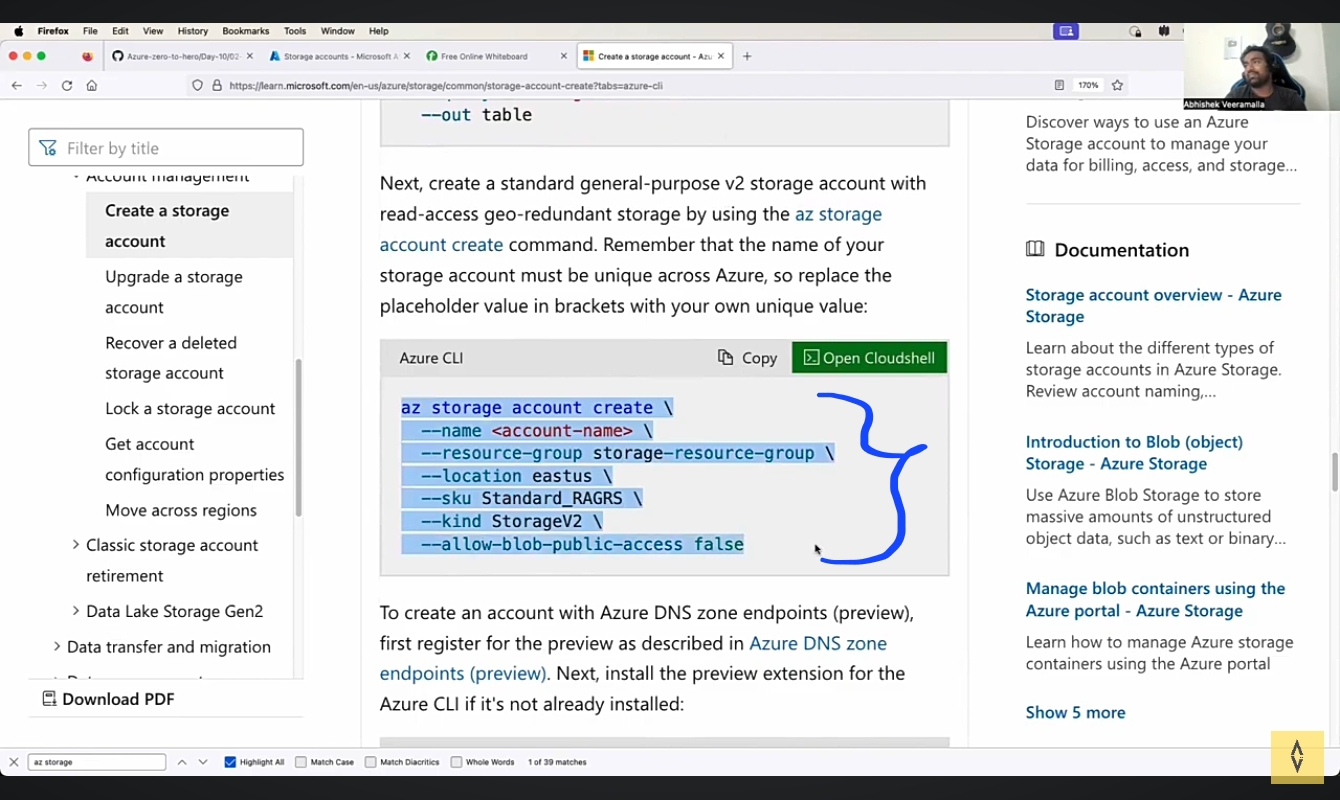 Firefox File Edit View History Bookmarks Tools Window Help
Azure-zero-to-hero/Day-10/02-
Storage accounts - Microsoft A
Free Online Whiteboard
Create a storage account - Azu
https://learn.microsoft.com/en-us/azure/storage/common/storage-account-create?tabs=azure-cli
170%
Abhishek Veeramalla
Filter by title
Account management
Create a storage
account
Upgrade a storage
account
Recover a deleted
storage account
Lock a storage account
Get account
configuration properties
Move across regions
Classic storage account
retirement
Data Lake Storage Gen2
Data transfer and migration
Download PDF
--out table
Next, create a standard general-purpose v2 storage account with
read-access geo-redundant storage by using the az storage
account create command. Remember that the name of your
storage account must be unique across Azure, so replace the
placeholder value in brackets with your own unique value:
Azure CLI
Copy
Open Cloudshell
az storage account create \
--name <account-name> \
--resource-group storage-resource-group \
--location eastus \
--sku Standard_RAGRS \
--kind StorageV2 \
--allow-blob-public-access false
To create an account with Azure DNS zone endpoints (preview),
first register for the preview as described in Azure DNS zone
endpoints (preview). Next, install the preview extension for the
Azure CLI if it's not already installed:
Discover ways to use an Azure
Storage account to manage your
data for billing, access, and storage...
Documentation
Storage account overview - Azure
Storage
Learn about the different types of
storage accounts in Azure Storage.
Review account naming,...
Introduction to Blob (object)
Storage - Azure Storage
Use Azure Blob Storage to store
massive amounts of unstructured
object data, such as text or binary...
Manage blob containers using the
Azure portal - Azure Storage
Learn how to manage Azure storage
containers using the Azure portal
Show 5 more
az storage
Highlight All Match Case Match Diacritics Whole Words 1 of 39 matches